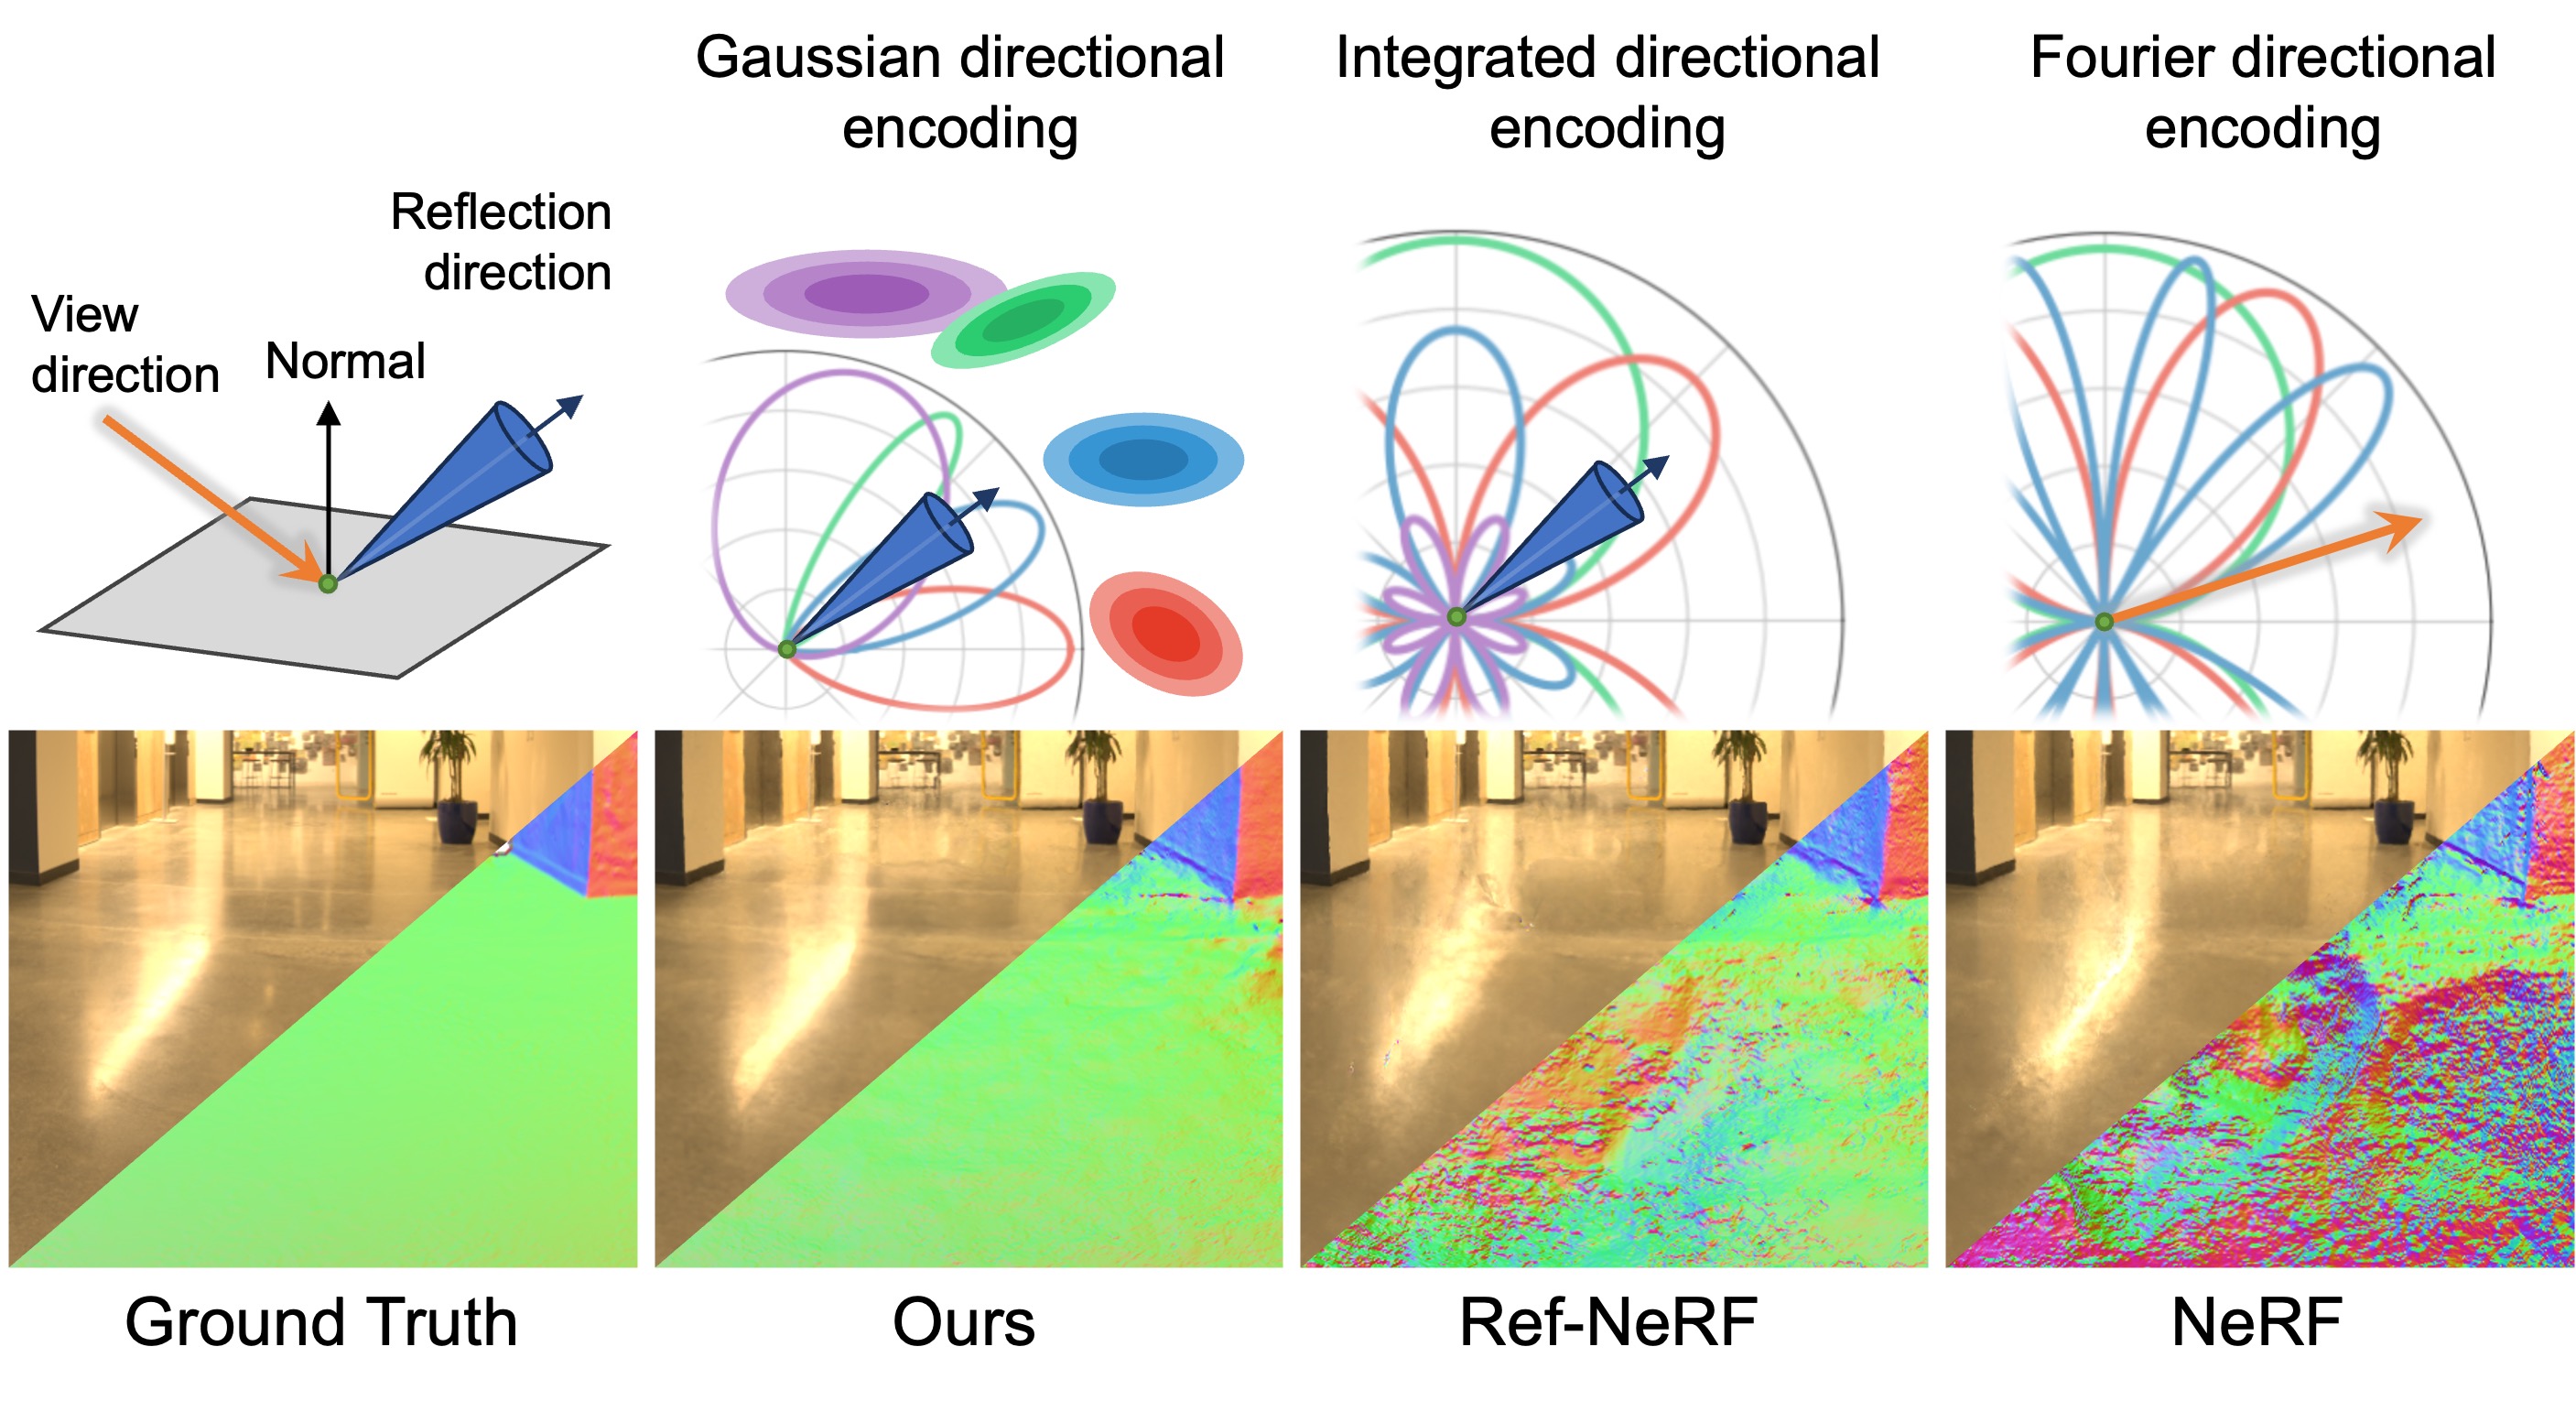 Gaussian directional
encoding
Integrated directional
encoding
Fourier directional
encoding
Reflection
direction
View
direction
Normal
Ground Truth
Ours
Ref-NeRF
NeRF